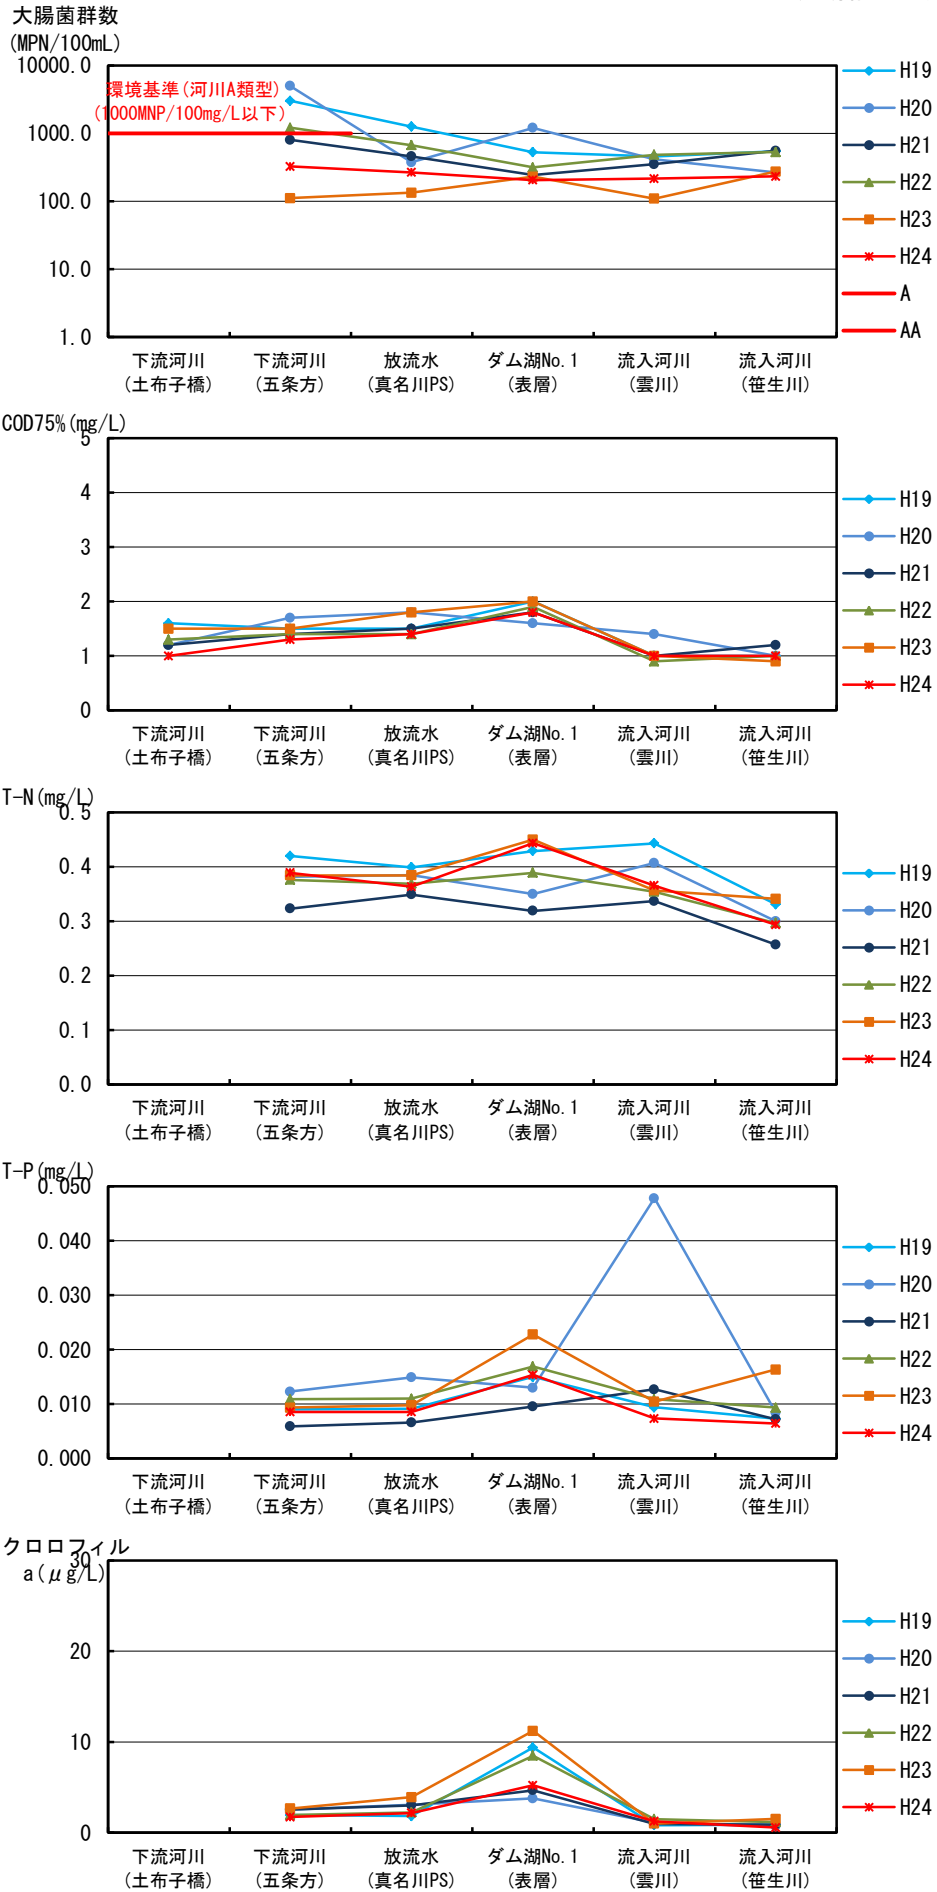 大腸菌群数
(MPN/100mL)
10000.0
1000.0
100.0
10.0
1.0
環境基準(河川A類型)
(1000MNP/100mg/L以下)
H19
H20
H21
H22
H23
H24
A
AA
下流河川 下流河川 放流水 ダム湖No.1 流入河川 流入河川
(土布子橋) (五条方) (真名川PS) (表層) (雲川) (笹生川)
COD75%(mg/L)
5
4
3
2
1
0
H19
H20
H21
H22
H23
H24
下流河川 下流河川 放流水 ダム湖No.1 流入河川 流入河川
(土布子橋) (五条方) (真名川PS) (表層) (雲川) (笹生川)
T-N(mg/L)
0.5
0.4
0.3
0.2
0.1
0.0
H19
H20
H21
H22
H23
H24
下流河川 下流河川 放流水 ダム湖No.1 流入河川 流入河川
(土布子橋) (五条方) (真名川PS) (表層) (雲川) (笹生川)
T-P(mg/L)
0.050
0.040
0.030
0.020
0.010
0.000
H19
H20
H21
H22
H23
H24
下流河川 下流河川 放流水 ダム湖No.1 流入河川 流入河川
(土布子橋) (五条方) (真名川PS) (表層) (雲川) (笹生川)
クロロフィル
a(μg/L)
30
20
10
0
H19
H20
H21
H22
H23
H24
下流河川 下流河川 放流水 ダム湖No.1 流入河川 流入河川
(土布子橋) (五条方) (真名川PS) (表層) (雲川) (笹生川)